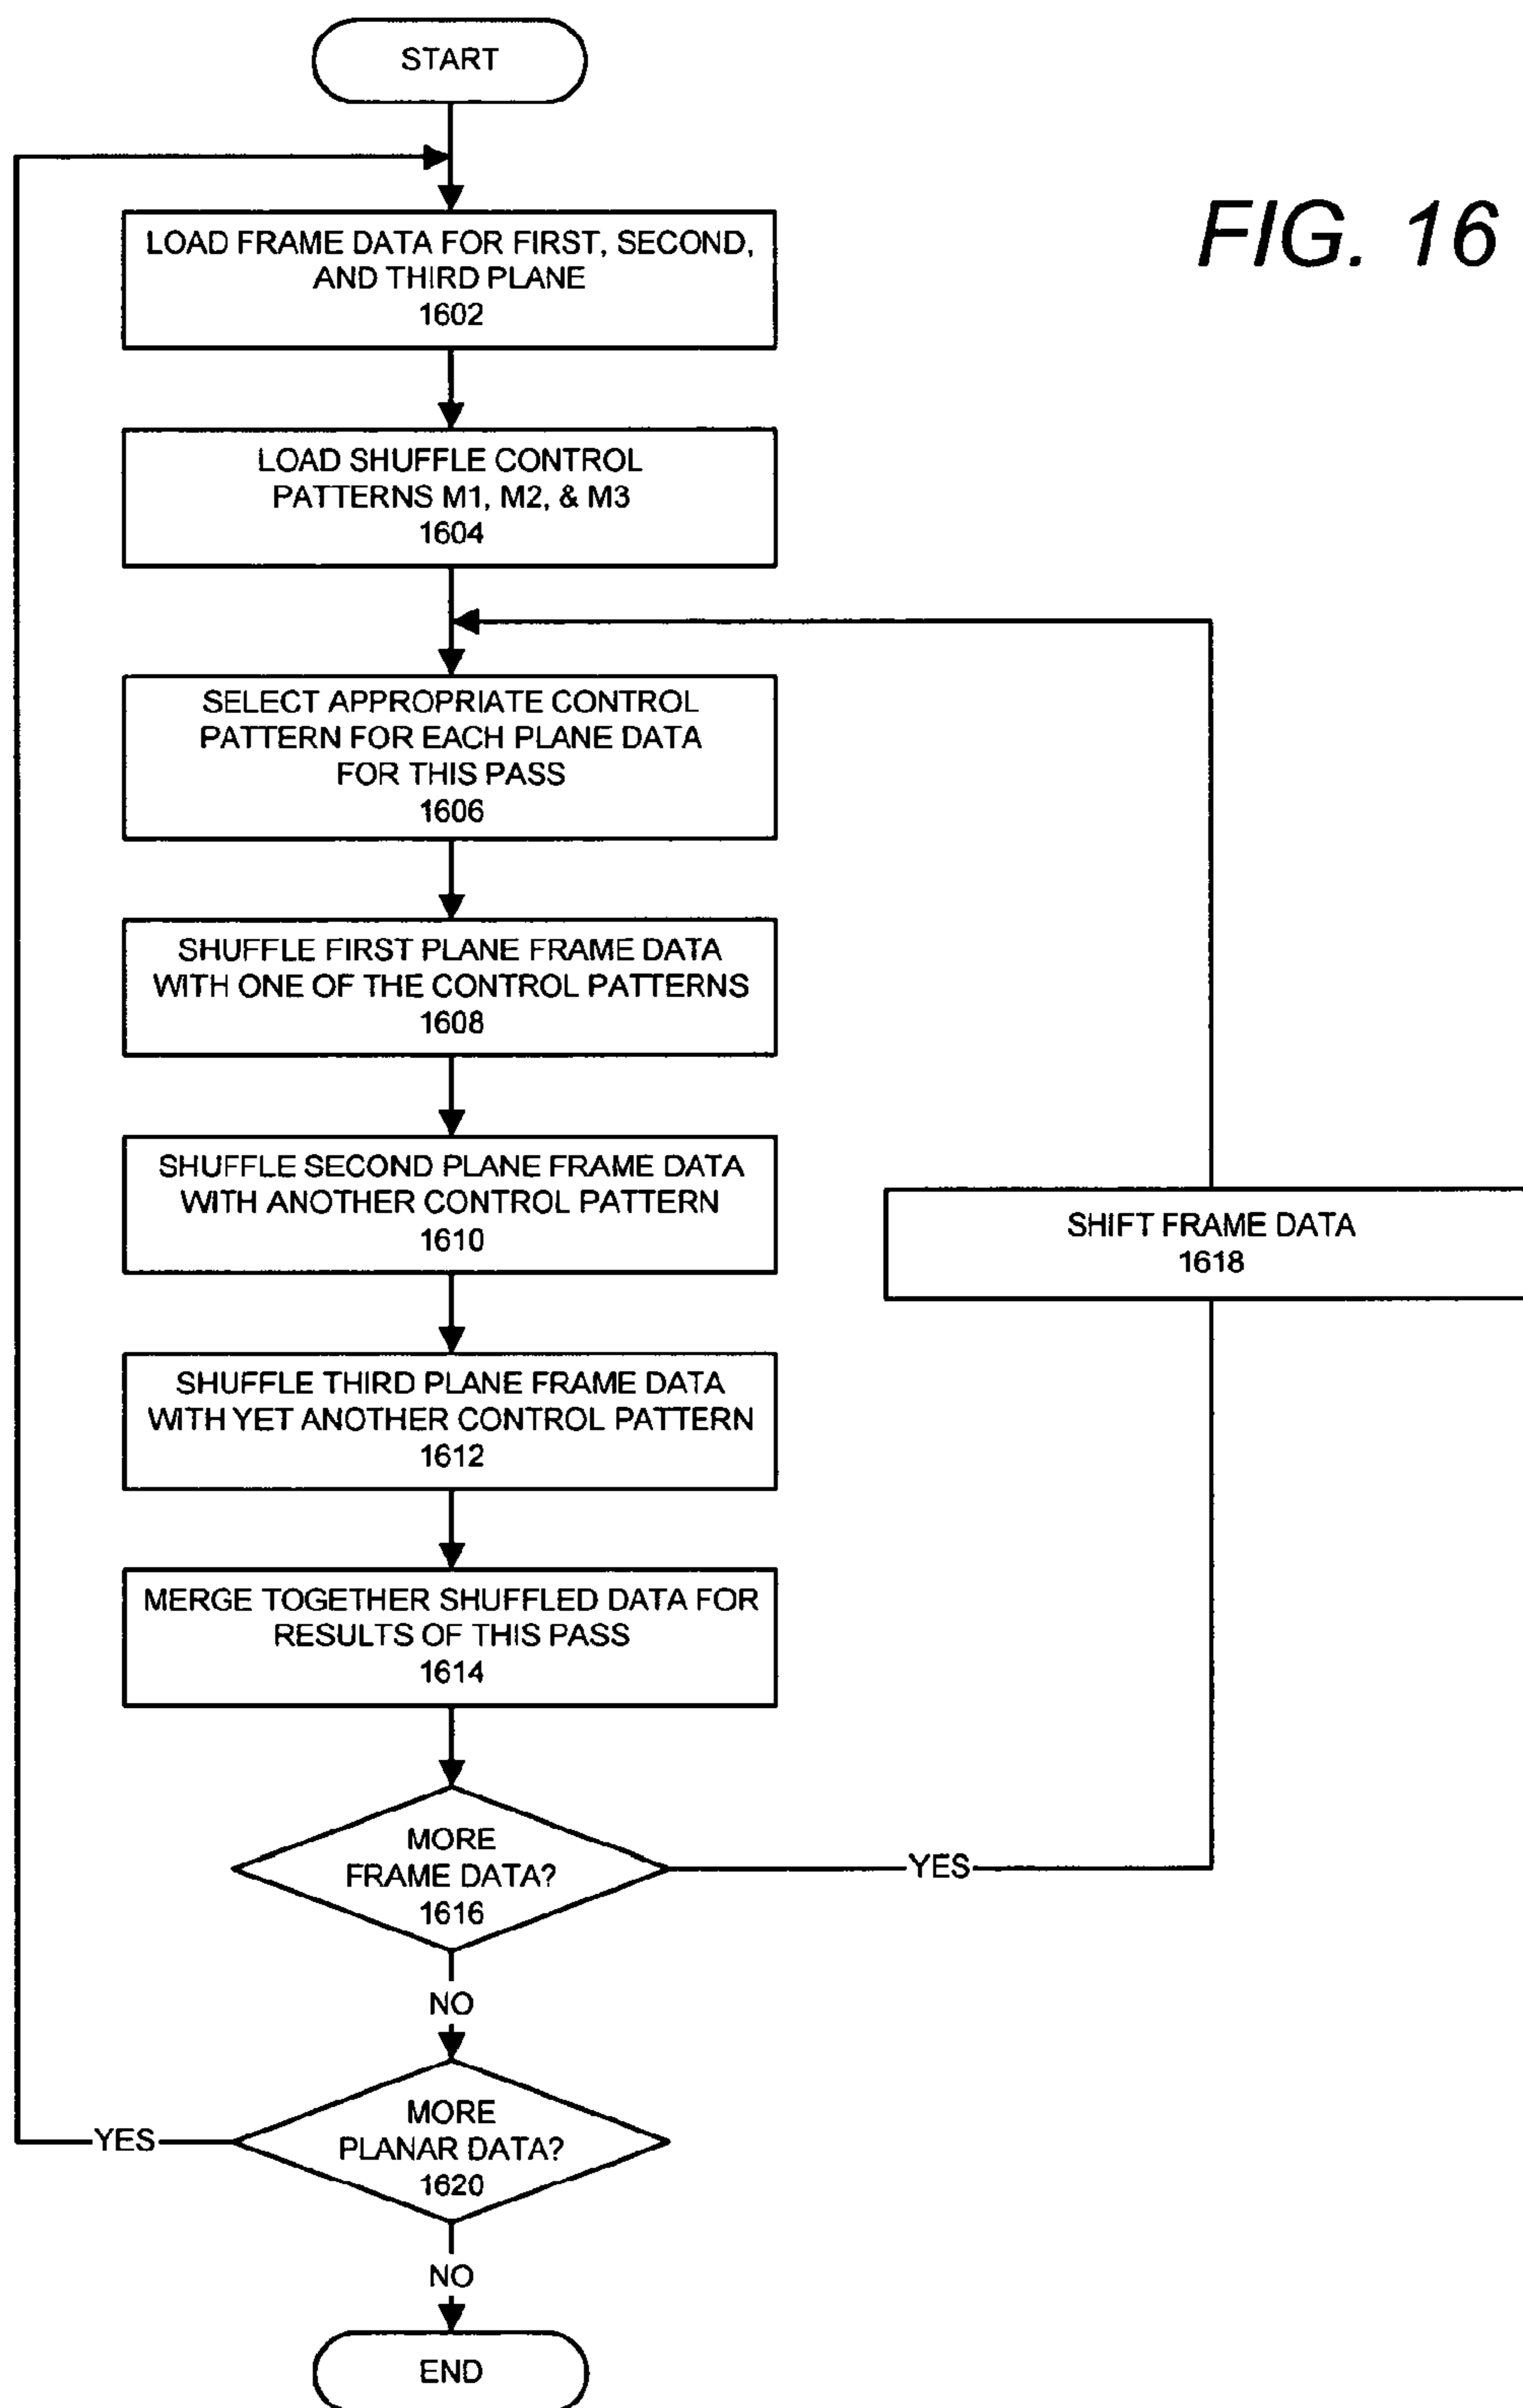 START
FIG. 16
LOAD FRAME DATA FOR FIRST, SECOND,
AND THIRD PLANE
1602
LOAD SHUFFLE CONTROL
PATTERNS M1, M2, & M3
1604
SELECT APPROPRIATE CONTROL
PATTERN FOR EACH PLANE DATA
FOR THIS PASS
1606
SHUFFLE FIRST PLANE FRAME DATA
WITH ONE OF THE CONTROL PATTERNS
1608
SHUFFLE SECOND PLANE FRAME DATA
WITH ANOTHER CONTROL PATTERN
1610
SHIFT FRAME DATA
1618
SHUFFLE THIRD PLANE FRAME DATA
WITH YET ANOTHER CONTROL PATTERN
1612
MERGE TOGETHER SHUFFLED DATA FOR
RESULTS OF THIS PASS
1614
MORE
FRAME DATA?
1616
YES
NO
MORE
PLANAR DATA?
1620
YES
NO
END